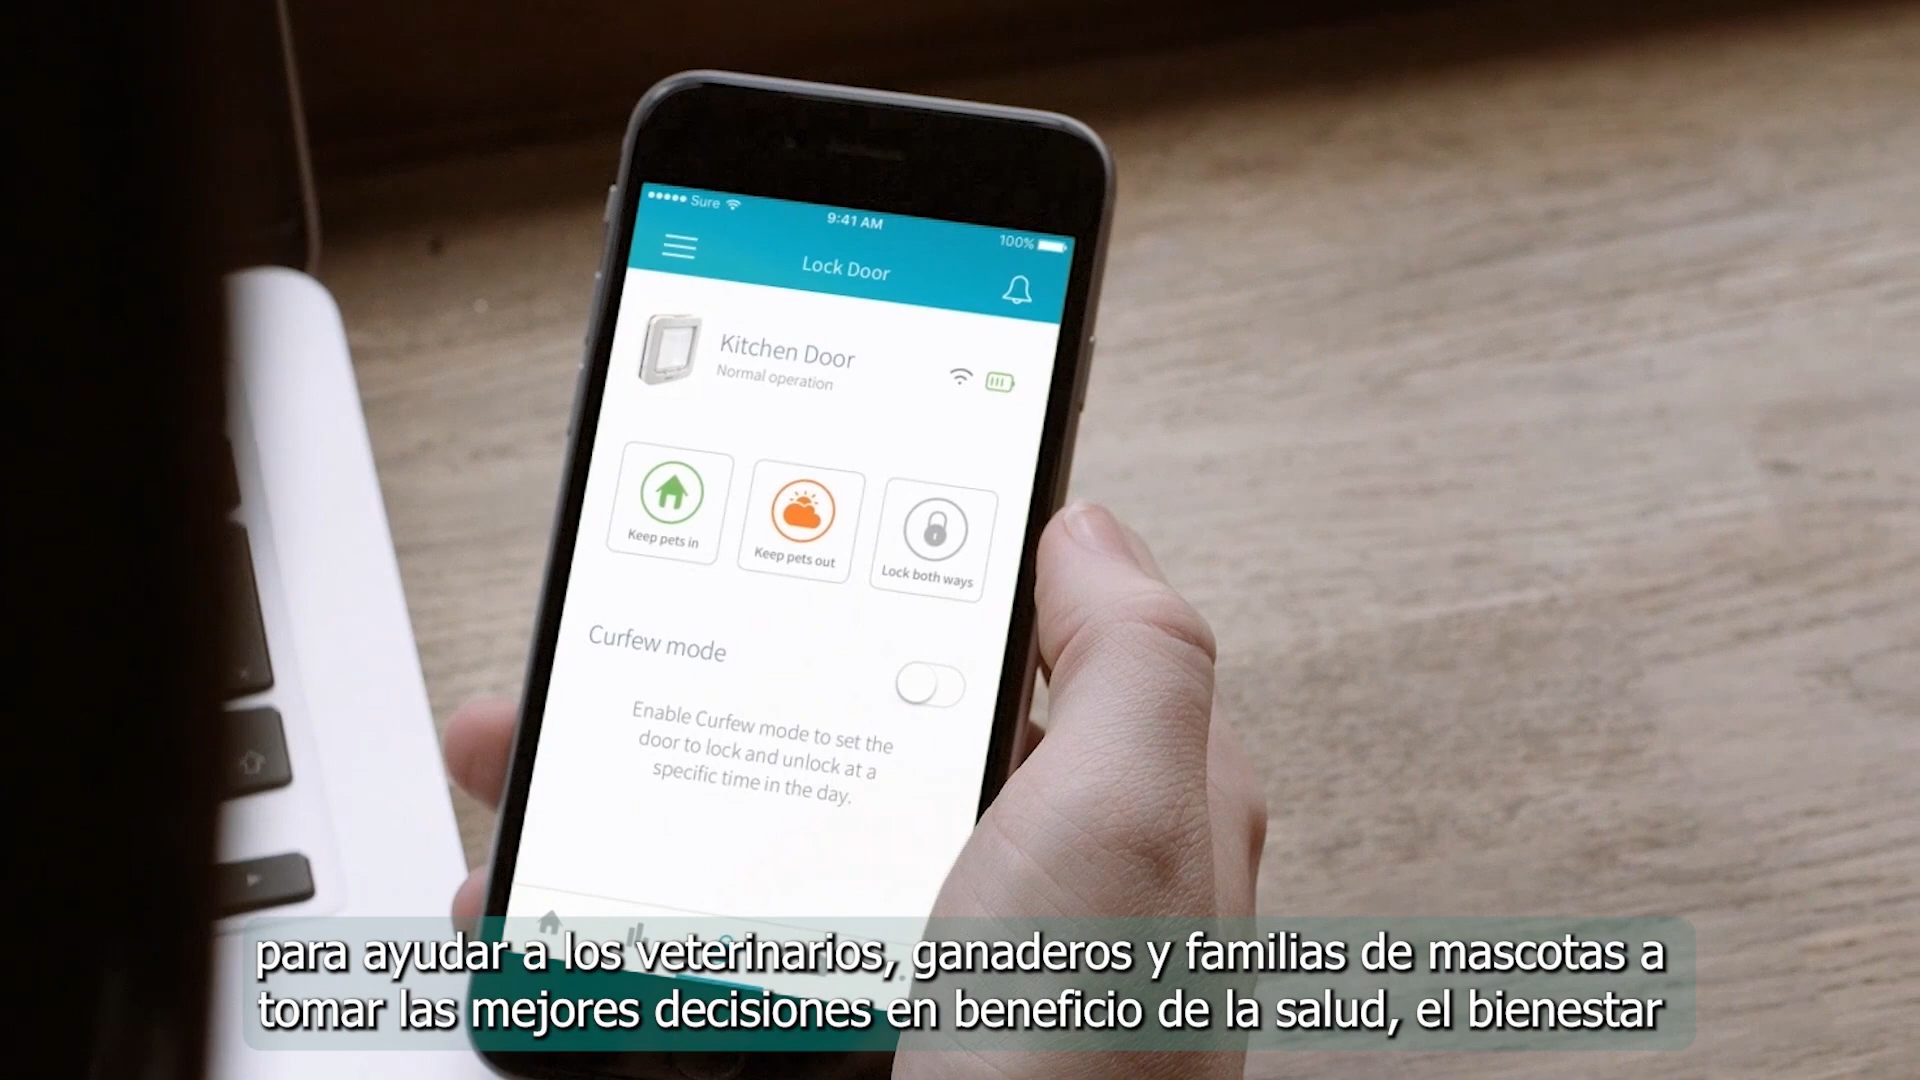 Sure
9:41 AM
100%
Lock Door
Kitchen Door
Normal operation
Keep pets in
Keep pets out
Lock both ways
Curfew mode
Enable Curfew mode to set the
door to lock and unlock at a
specific time in the day.
para ayudar a los veterinarios, ganaderos y familias de mascotas a
tomar las mejores decisiones en beneficio de la salud, el bienestar